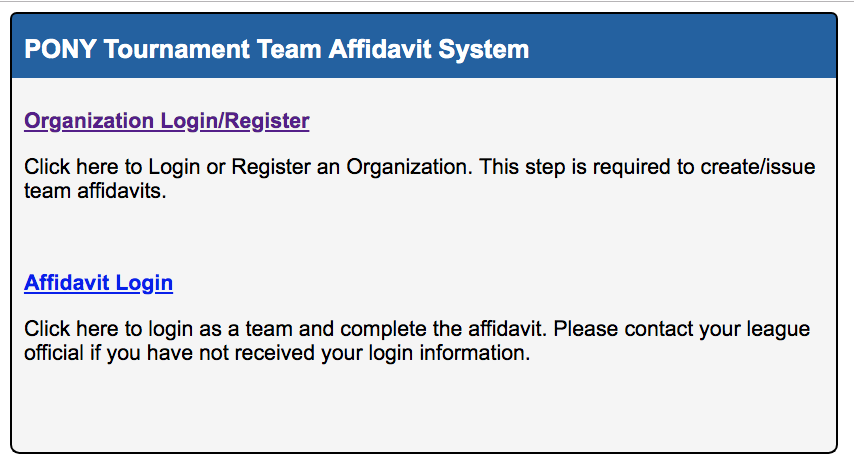 PONY Tournament Team Affidavit System
Organization Login/Register
Click here to Login or Register an Organization. This step is required to create/issue
team affidavits.
Affidavit Login
Click here to login as a team and complete the affidavit. Please contact your league
official if you have not received your login information.